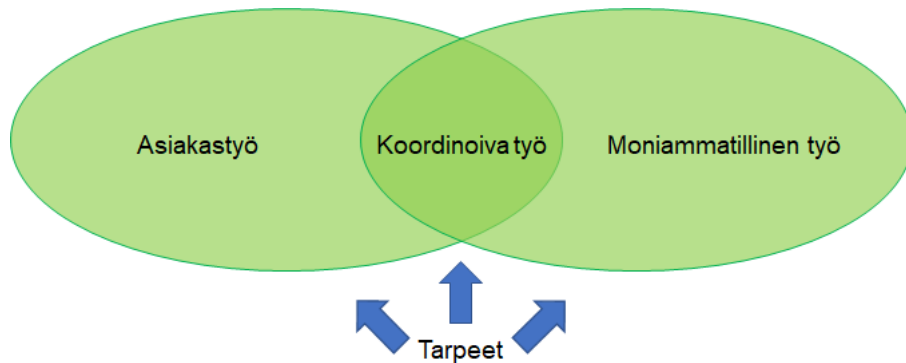 Asiakastyö
Koordinoiva työ
Moniammatillinen työ
Tarpeet